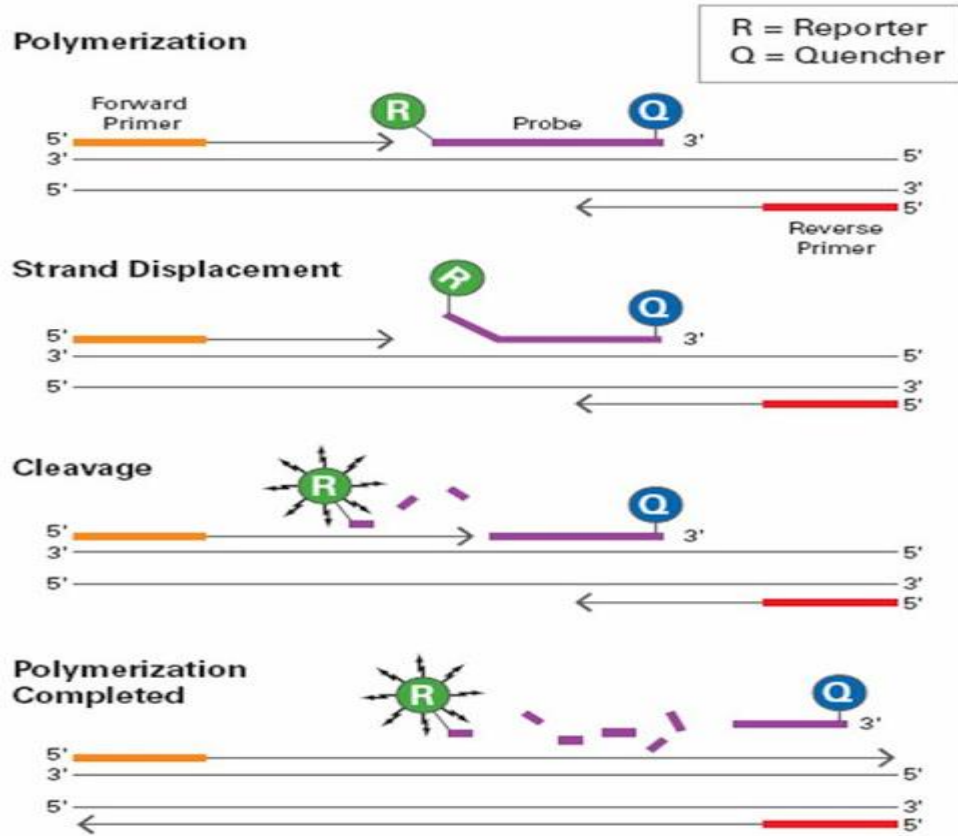 R = Reporter
Q = Quencher
Polymerization
Forward
Primer
R
Probe
Q
5'
3'
3'
5'
5'
3'
5'
Reverse
Primer
Strand Displacement
R
Q
5'
3'
3'
5'
5'
3'
5'
Cleavage
R
Q
5'
3'
3'
5'
5'
3'
5'
Polymerization
Completed
R
Q
3'
5'
3'
5'
5'
3'
5'